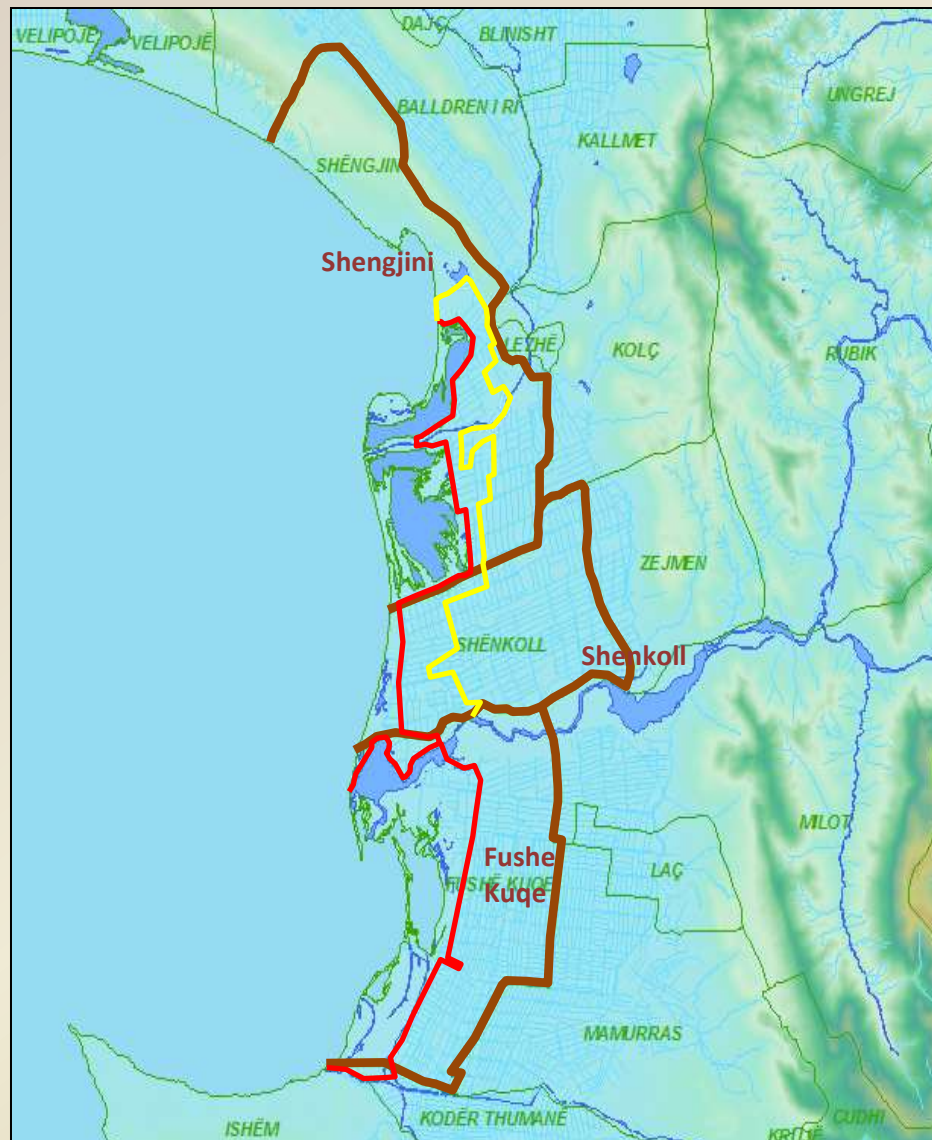 DAJÇ
VELIPOJË
VELIPOJË
BLINISHT
UNGREJ
BALLDREN I RI
KALLMET
SHËNGJIN
Shengjini
LEZHË
KOLÇ
RUBIK
ZEJMEN
SHËNKOLL
Shenkoll
MILOT
Fushe
Kuqe
FUSHË KUQE
LAÇ
MAMURRAS
KODËR THUMANË
CUDHI
ISHËM